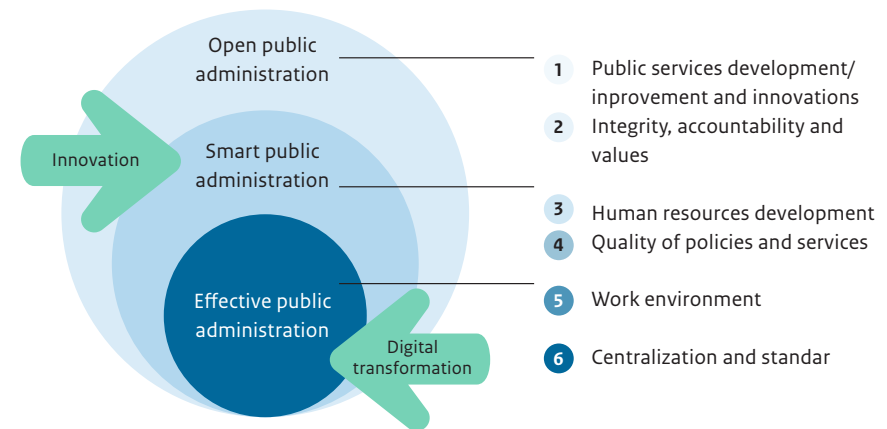 Open public
administration
Innovation
Smart public
administration
Effective public
administration
Digital
transformation
1 Public services development/
inprovement and innovations
2 Integrity, accountability and
values
3 Human resources development
4 Quality of policies and services
5 Work environment
6 Centralization and standar